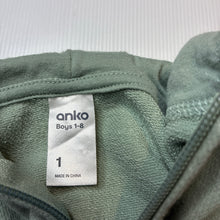 anko
Boys 1-8
1
MADE IN CHINA